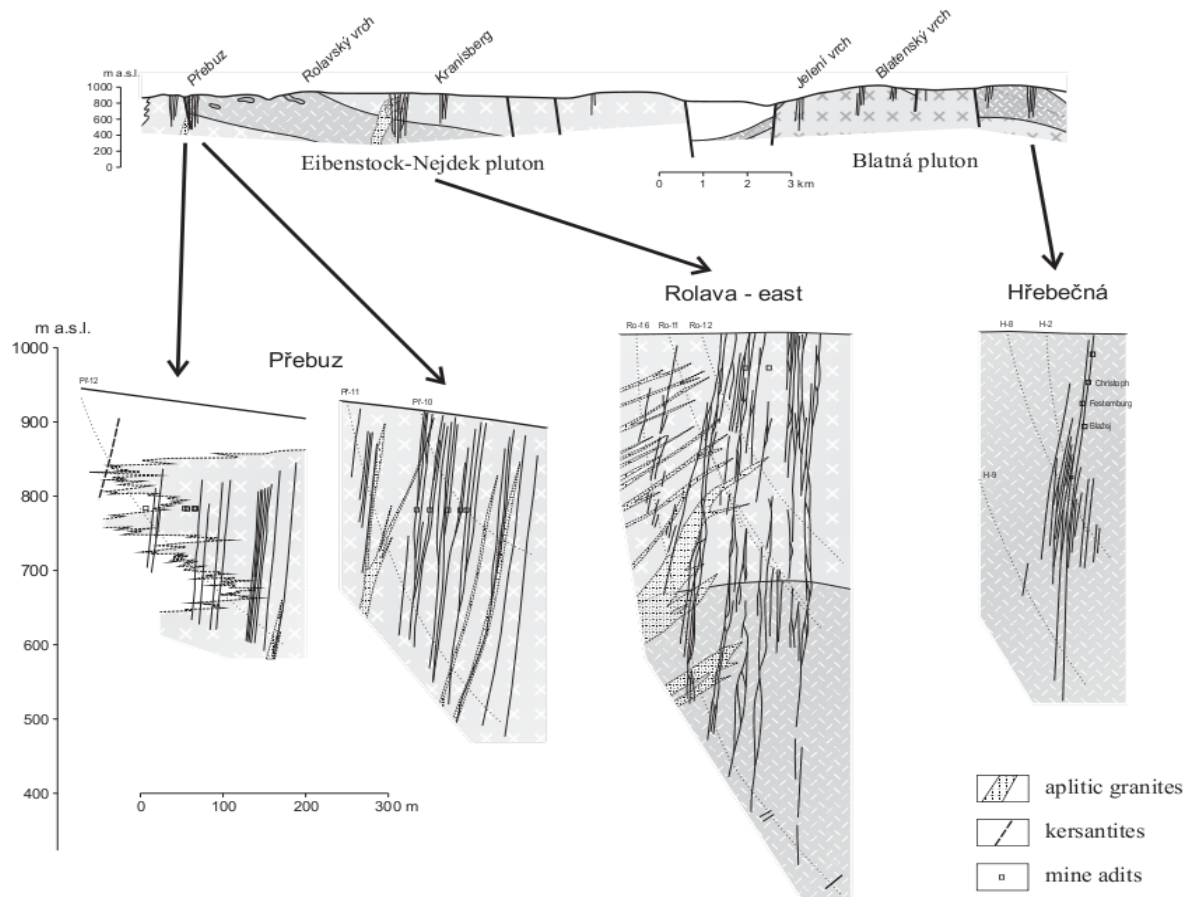 Přebuz
Rolavský vrch
Kranisberg
Jelení vrch
Blatenský vrch
m a.s.l.
1000
800
600
400
200
0
Eibenstock-Nejdek pluton
Blatná pluton
0 1 2 3 km
Rolava - east
Hřebečná
m a.s.l.
1000
900
800
700
600
500
400
Přebuz
Př-12
Př-11
Př-10
Ro-16
Ro-11
Ro-12
H-8
H-2
Christoph
Festemburg
Blažej
H-9
0 100 200 300 m
aplitic granites
kersantites
mine adits